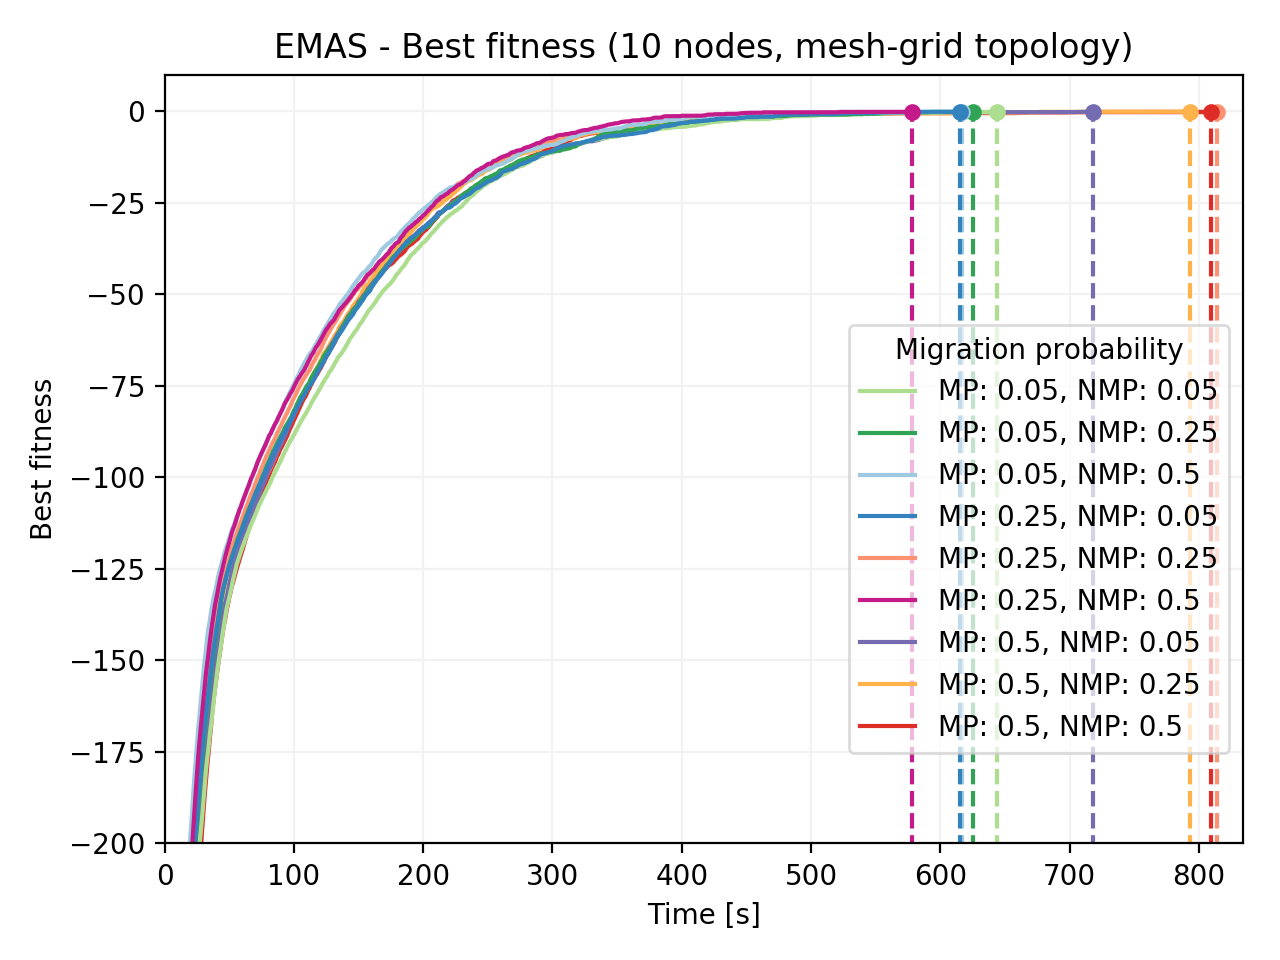 EMAS - Best fitness (10 nodes, mesh-grid topology)
0
−25
−50
−75
−100
−125
−150
−175
−200
Best fitness
Migration probability
MP: 0.05, NMP: 0.05
MP: 0.05, NMP: 0.25
MP: 0.05, NMP: 0.5
MP: 0.25, NMP: 0.05
MP: 0.25, NMP: 0.25
MP: 0.25, NMP: 0.5
MP: 0.5, NMP: 0.05
MP: 0.5, NMP: 0.25
MP: 0.5, NMP: 0.5
0 100 200 300 400 500 600 700 800
Time [s]